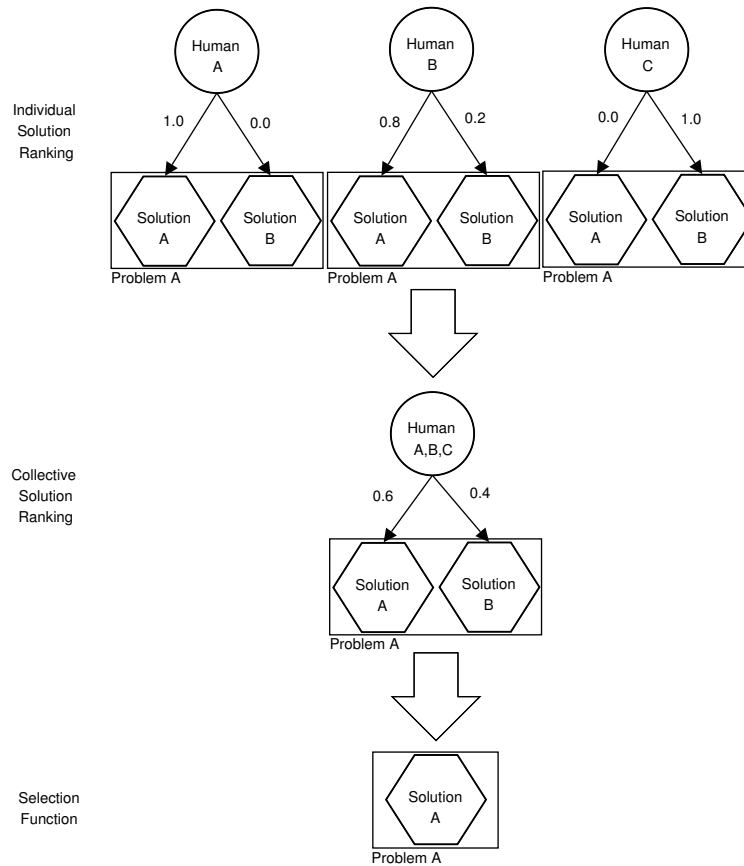 Human
A
Human
B
Human
C
Individual
Solution
Ranking
1.0
0.0
0.8
0.2
0.0
1.0
Solution
A
Solution
B
Solution
A
Solution
B
Solution
A
Solution
B
Problem A
Problem A
Problem A
Human
A,B,C
Collective
Solution
Ranking
0.6
0.4
Solution
A
Solution
B
Problem A
Selection
Function
Solution
A
Problem A